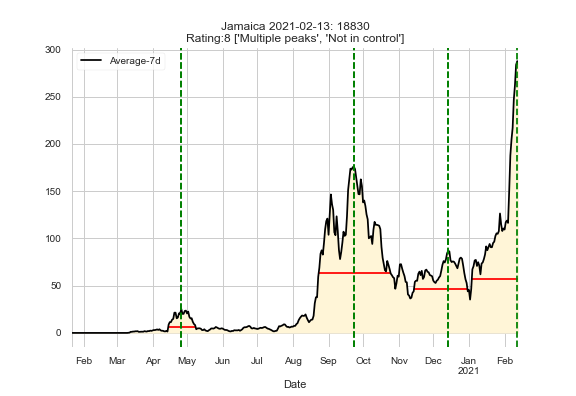 Jamaica 2021-02-13: 18830
Rating:8 ['Multiple peaks', 'Not in control']
Average-7d
300
250
200
150
100
50
0
Feb Mar Apr May Jun Jul Aug Sep Oct Nov Dec Jan Feb
2021
Date